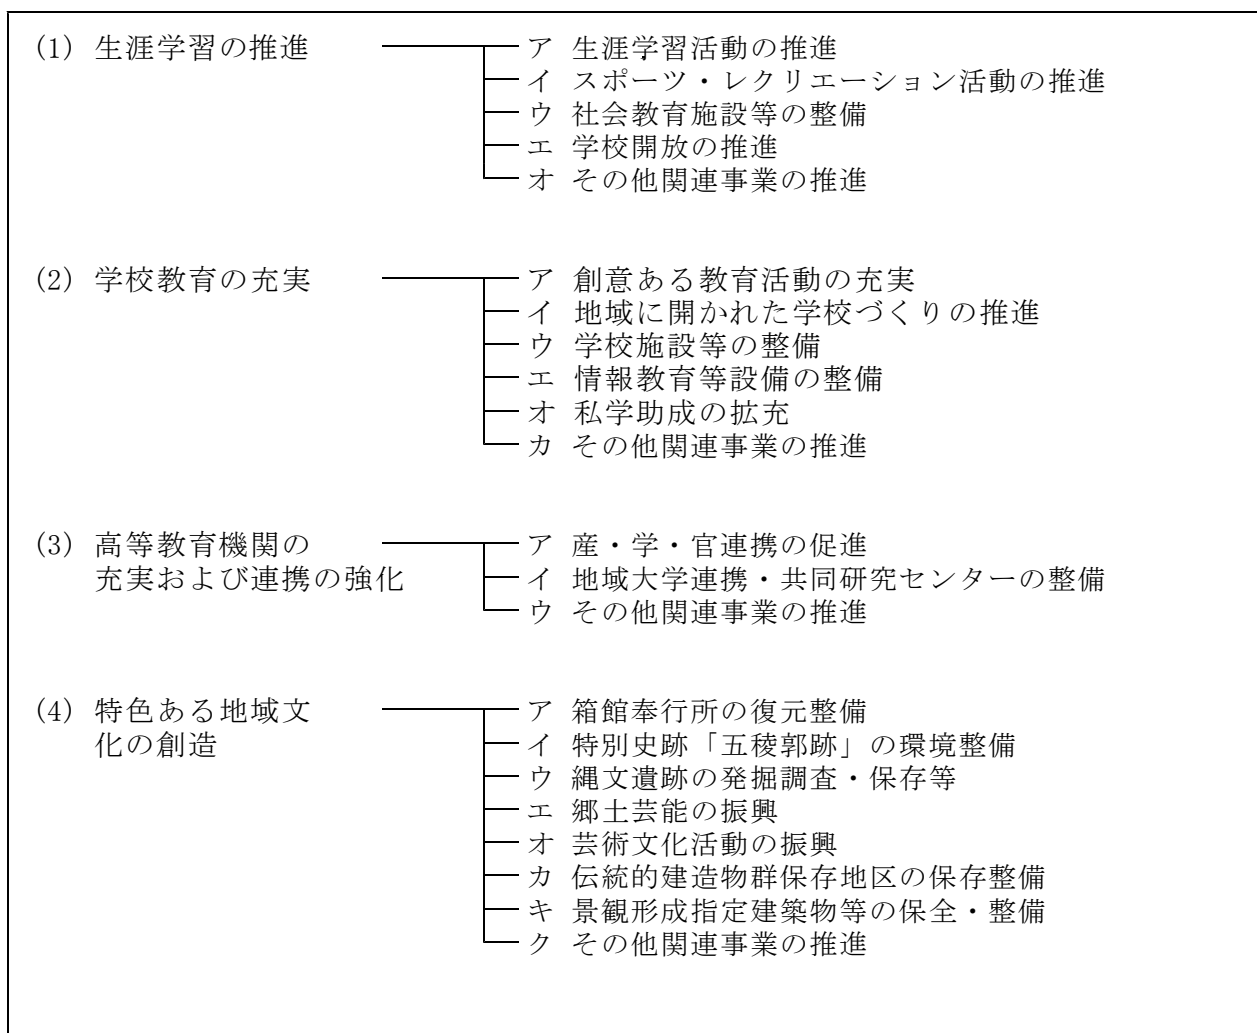 (1) 生涯学習の推進 ア 生涯学習活動の推進
イ スポーツ・レクリエーション活動の推進
ウ 社会教育施設等の整備
エ 学校開放の推進
オ その他関連事業の推進
(2) 学校教育の充実 ア 創意ある教育活動の充実
イ 地域に開かれた学校づくりの推進
ウ 学校施設等の整備
エ 情報教育等設備の整備
オ 私学助成の拡充
カ その他関連事業の推進
(3) 高等教育機関の ア 産・学・官連携の促進
充実および連携の強化 イ 地域大学連携・共同研究センターの整備
ウ その他関連事業の推進
(4) 特色ある地域文 ア 箱館奉行所の復元整備
化の創造 イ 特別史跡「五稜郭跡」の環境整備
ウ 縄文遺跡の発掘調査・保存等
エ 郷土芸能の振興
オ 芸術文化活動の振興
カ 伝統的建造物群保存地区の保存整備
キ 景観形成指定建築物等の保全・整備
ク その他関連事業の推進